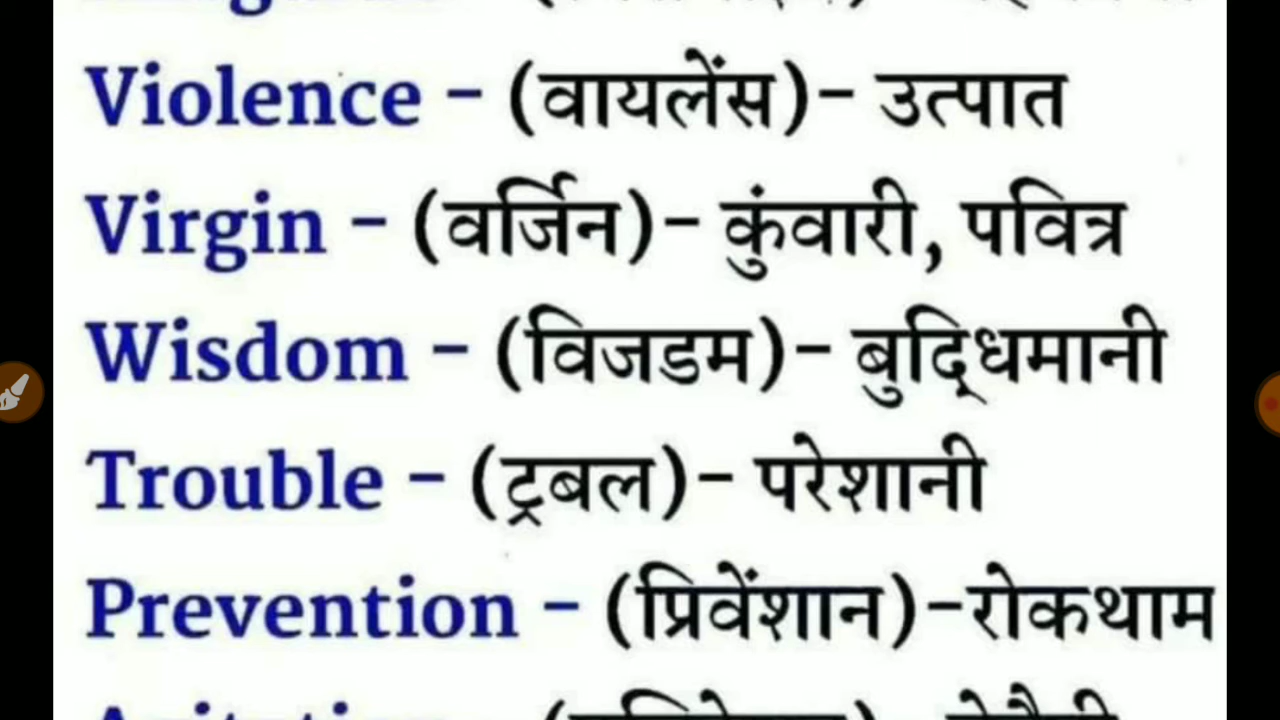 Violence - (वायलेंस)- उत्पात
Virgin - (वर्जिन)- कुंवारी, पवित्र
Wisdom - (विजडम)- बुद्धिमानी
Trouble - (ट्रबल)- परेशानी
Prevention - (प्रिवेंशान)-रोकथाम